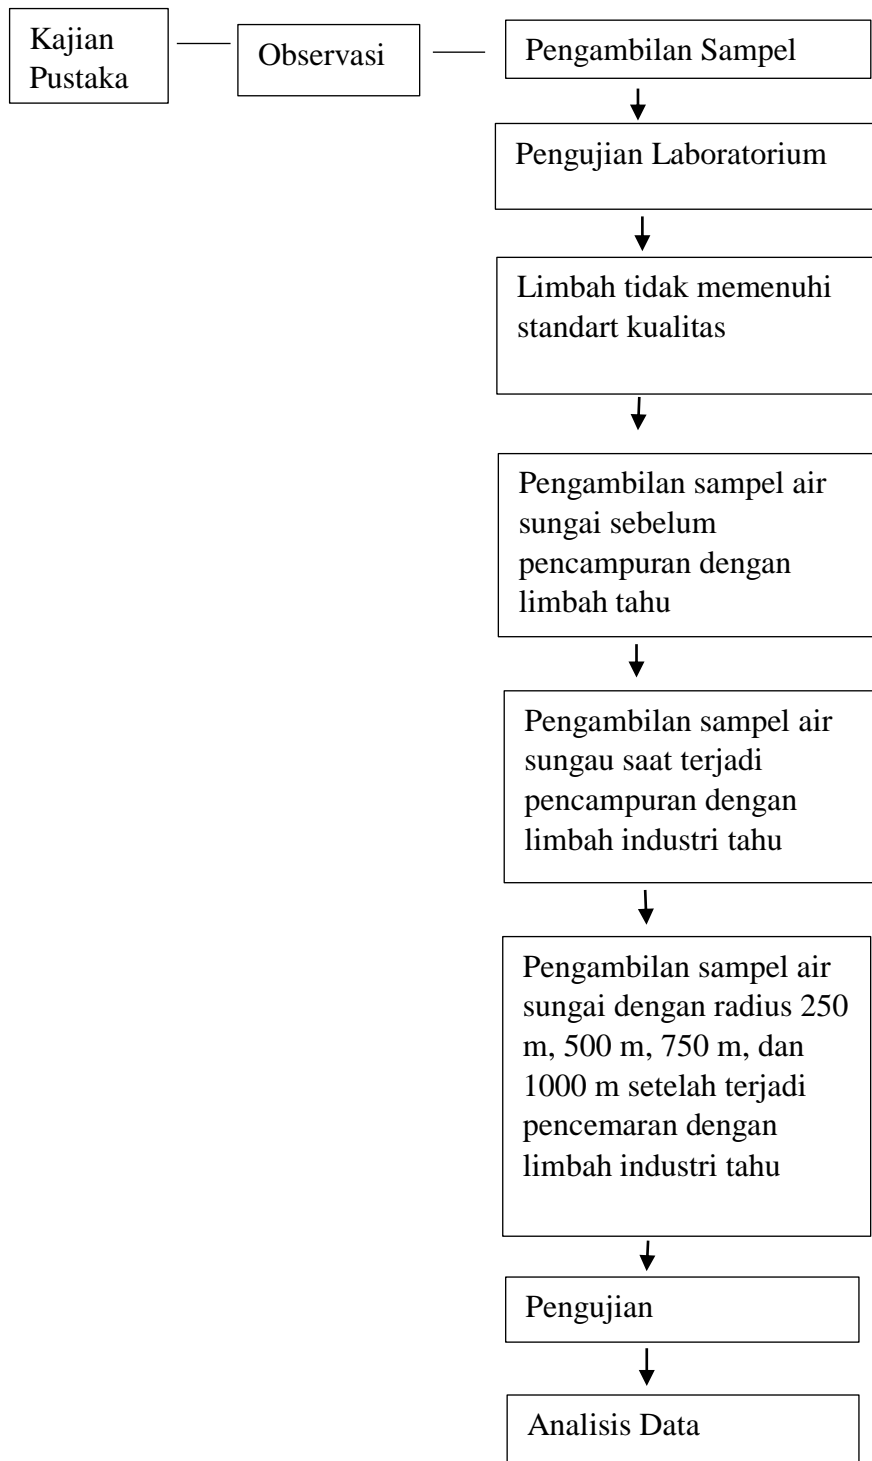 Kajian
Pustaka
Observasi
Pengambilan Sampel
Pengujian Laboratorium
Limbah tidak memenuhi
standart kualitas
Pengambilan sampel air
sungai sebelum
pencampuran dengan
limbah tahu
Pengambilan sampel air
sungau saat terjadi
pencampuran dengan
limbah industri tahu
Pengambilan sampel air
sungai dengan radius 250
m, 500 m, 750 m, dan
1000 m setelah terjadi
pencemaran dengan
limbah industri tahu
Pengujian
Analisis Data